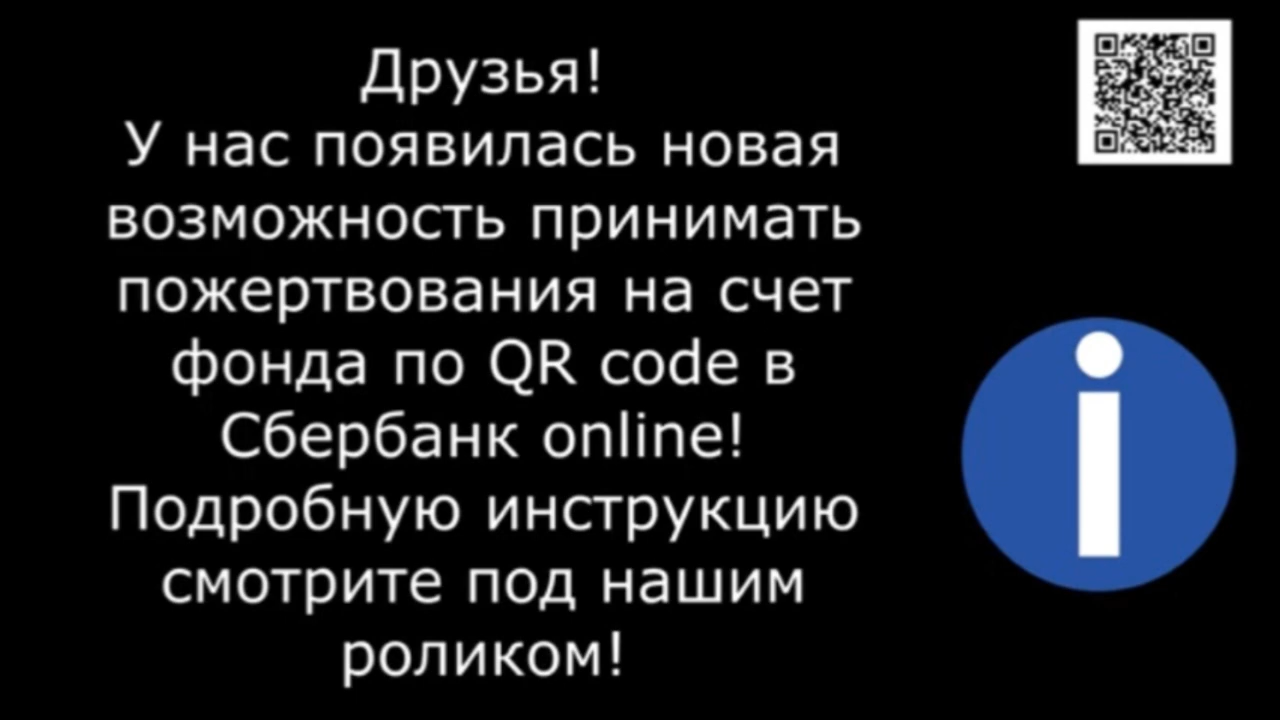 Друзья!
У нас появилась новая
возможность принимать
пожертвования на счет
фонда по QR code в
Сбербанк online!
Подробную инструкцию
смотрите под нашим
роликом!
i